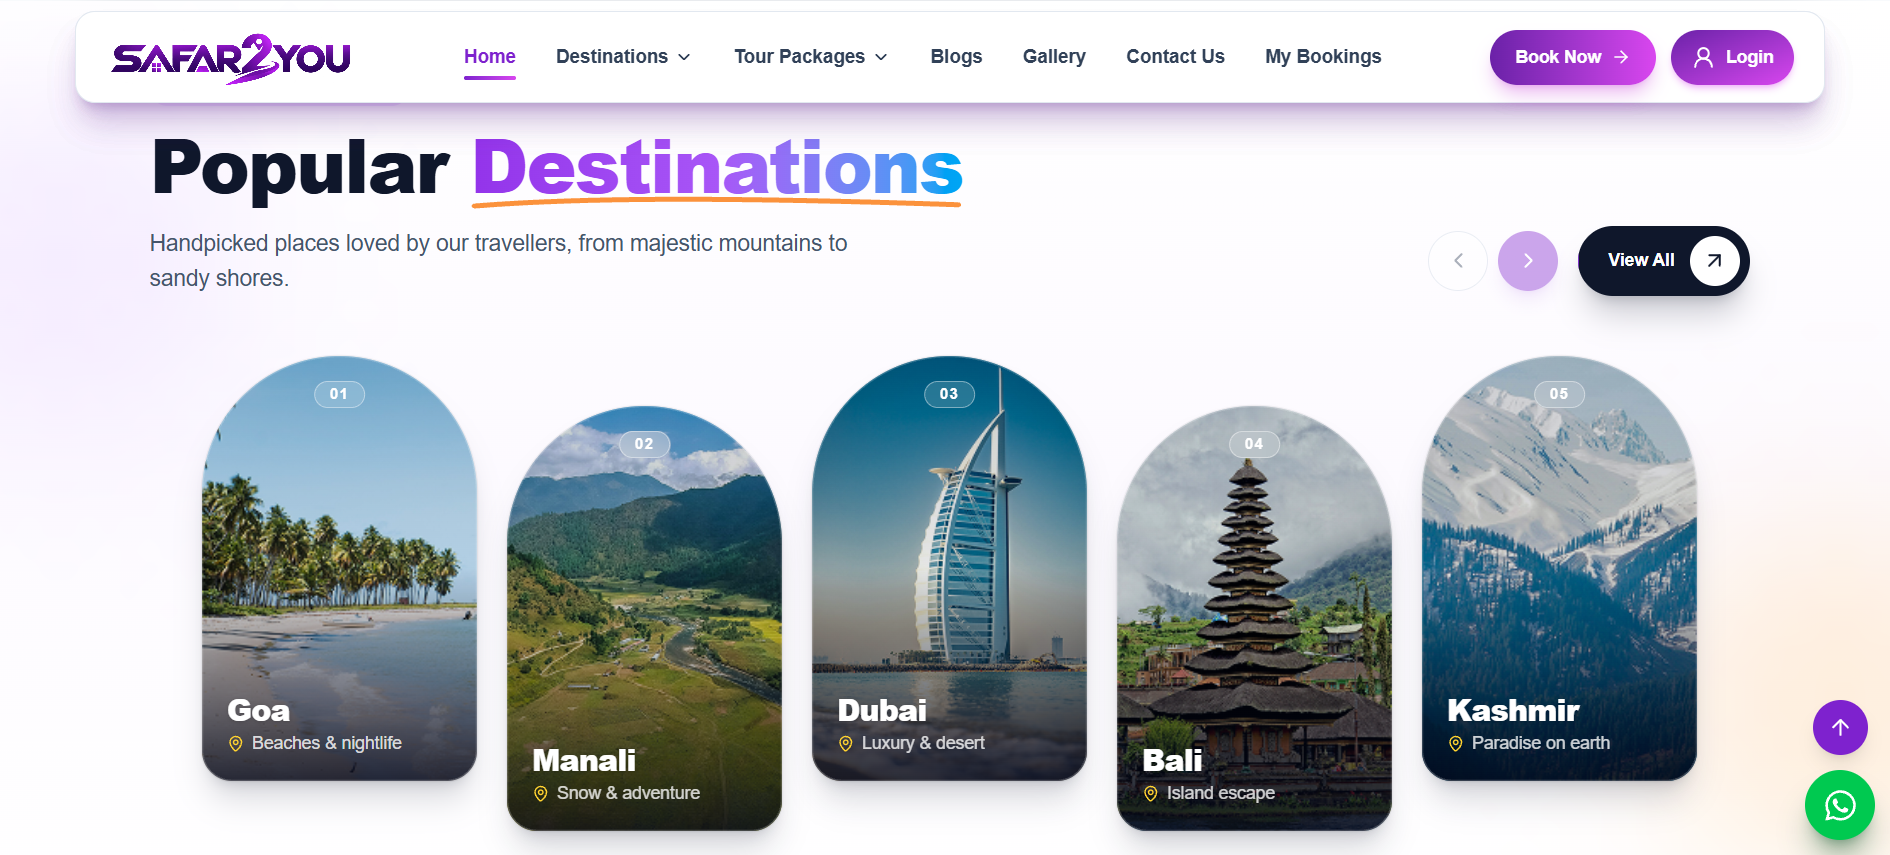 SAFAR2YOU
Home
Destinations
Tour Packages
Blogs
Gallery
Contact Us
My Bookings
Book Now
Login
Popular Destinations
Handpicked places loved by our travellers, from majestic mountains to
sandy shores.
View All
01
Goa
Beaches & nightlife
02
Manali
Snow & adventure
03
Dubai
Luxury & desert
04
Bali
Island escape
05
Kashmir
Paradise on earth